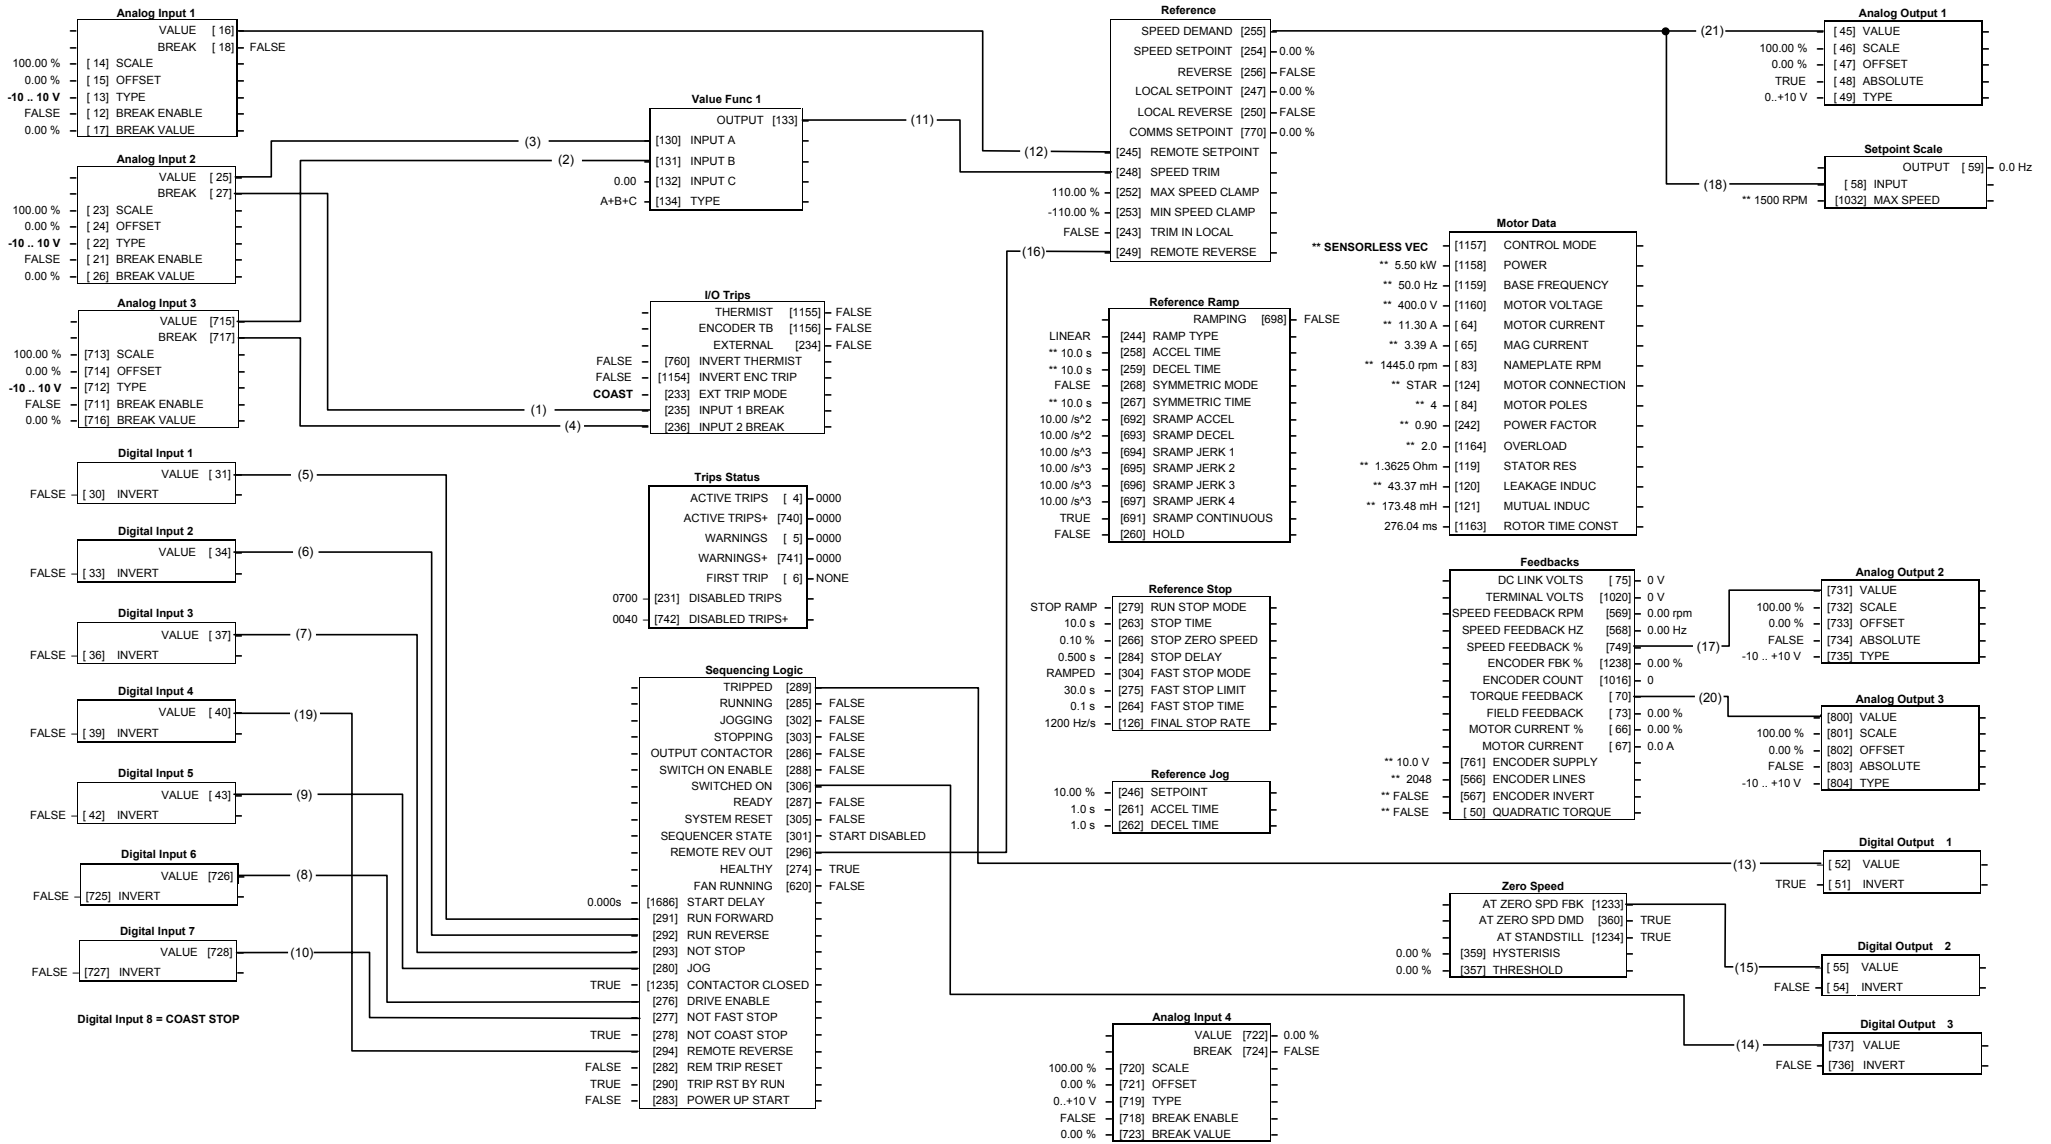 Analog Input 1
VALUE [ 16]
BREAK [ 18] FALSE
100.00 % [ 14] SCALE
0.00 % [ 15] OFFSET
-10 .. 10 V [ 13] TYPE
FALSE [ 12] BREAK ENABLE
0.00 % [ 17] BREAK VALUE
Analog Input 2
VALUE [ 25]
BREAK [ 27]
100.00 % [ 23] SCALE
0.00 % [ 24] OFFSET
-10 .. 10 V [ 22] TYPE
FALSE [ 21] BREAK ENABLE
0.00 % [ 26] BREAK VALUE
Analog Input 3
VALUE [715]
BREAK [717]
100.00 % [713] SCALE
0.00 % [714] OFFSET
-10 .. 10 V [712] TYPE
FALSE [711] BREAK ENABLE
0.00 % [716] BREAK VALUE
Digital Input 1
VALUE [ 31] (5)
FALSE [ 30] INVERT
Digital Input 2
VALUE [ 34] (6)
FALSE [ 33] INVERT
Digital Input 3
VALUE [ 37] (7)
FALSE [ 36] INVERT
Digital Input 4
VALUE [ 40] (19)
FALSE [ 39] INVERT
Digital Input 5
VALUE [ 43] (9)
FALSE [ 42] INVERT
Digital Input 6
VALUE [726] (8)
FALSE [725] INVERT
Digital Input 7
VALUE [728] (10)
FALSE [727] INVERT
Digital Input 8 = COAST STOP
Value Func 1
OUTPUT [133] (11)
(3) [130] INPUT A
(2) [131] INPUT B
0.00 [132] INPUT C
A+B+C [134] TYPE
I/O Trips
THERMIST [1155] FALSE
ENCODER TB [1156] FALSE
EXTERNAL [234] FALSE
FALSE [760] INVERT THERMIST
FALSE [1154] INVERT ENC TRIP
COAST [233] EXT TRIP MODE
(1) [235] INPUT 1 BREAK
(4) [236] INPUT 2 BREAK
Trips Status
ACTIVE TRIPS [ 4] 0000
ACTIVE TRIPS+ [740] 0000
WARNINGS [ 5] 0000
WARNINGS+ [741] 0000
FIRST TRIP [ 6] NONE
0700 [231] DISABLED TRIPS
0040 [742] DISABLED TRIPS+
Sequencing Logic
TRIPPED [289]
RUNNING [285] FALSE
JOGGING [302] FALSE
STOPPING [303] FALSE
OUTPUT CONTACTOR [286] FALSE
SWITCH ON ENABLE [288] FALSE
SWITCHED ON [306]
READY [287] FALSE
SYSTEM RESET [305] FALSE
SEQUENCER STATE [301] START DISABLED
REMOTE REV OUT [296]
HEALTHY [274] TRUE
FAN RUNNING [620] FALSE
0.000s [1686] START DELAY
[291] RUN FORWARD
[292] RUN REVERSE
[293] NOT STOP
[280] JOG
TRUE [1235] CONTACTOR CLOSED
[276] DRIVE ENABLE
[277] NOT FAST STOP
TRUE [278] NOT COAST STOP
[294] REMOTE REVERSE
FALSE [282] REM TRIP RESET
TRUE [290] TRIP RST BY RUN
FALSE [283] POWER UP START
Reference
SPEED DEMAND [255]
SPEED SETPOINT [254] 0.00 %
REVERSE [256] FALSE
LOCAL SETPOINT [247] 0.00 %
LOCAL REVERSE [250] FALSE
COMMS SETPOINT [770] 0.00 %
(12) [245] REMOTE SETPOINT
[248] SPEED TRIM
110.00 % [252] MAX SPEED CLAMP
-110.00 % [253] MIN SPEED CLAMP
FALSE [243] TRIM IN LOCAL
(16) [249] REMOTE REVERSE
Reference Ramp
RAMPING [698] FALSE
LINEAR [244] RAMP TYPE
** 10.0 s [258] ACCEL TIME
** 10.0 s [259] DECEL TIME
FALSE [268] SYMMETRIC MODE
** 10.0 s [267] SYMMETRIC TIME
10.00 /s^2 [692] SRAMP ACCEL
10.00 /s^2 [693] SRAMP DECEL
10.00 /s^3 [694] SRAMP JERK 1
10.00 /s^3 [695] SRAMP JERK 2
10.00 /s^3 [696] SRAMP JERK 3
10.00 /s^3 [697] SRAMP JERK 4
TRUE [691] SRAMP CONTINUOUS
FALSE [260] HOLD
Reference Stop
STOP RAMP [279] RUN STOP MODE
10.0 s [263] STOP TIME
0.10 % [266] STOP ZERO SPEED
0.500 s [284] STOP DELAY
RAMPED [304] FAST STOP MODE
30.0 s [275] FAST STOP LIMIT
0.1 s [264] FAST STOP TIME
1200 Hz/s [126] FINAL STOP RATE
Reference Jog
10.00 % [246] SETPOINT
1.0 s [261] ACCEL TIME
1.0 s [262] DECEL TIME
Analog Input 4
VALUE [722] 0.00 %
BREAK [724] FALSE
100.00 % [720] SCALE
0.00 % [721] OFFSET
0..+10 V [719] TYPE
FALSE [718] BREAK ENABLE
0.00 % [723] BREAK VALUE
Motor Data
** SENSORLESS VEC [1157] CONTROL MODE
** 5.50 kW [1158] POWER
** 50.0 Hz [1159] BASE FREQUENCY
** 400.0 V [1160] MOTOR VOLTAGE
** 11.30 A [ 64] MOTOR CURRENT
** 3.39 A [ 65] MAG CURRENT
** 1445.0 rpm [ 83] NAMEPLATE RPM
** STAR [124] MOTOR CONNECTION
** 4 [ 84] MOTOR POLES
** 0.90 [242] POWER FACTOR
** 2.0 [1164] OVERLOAD
** 1.3625 Ohm [119] STATOR RES
** 43.37 mH [120] LEAKAGE INDUC
** 173.48 mH [121] MUTUAL INDUC
276.04 ms [1163] ROTOR TIME CONST
Feedbacks
DC LINK VOLTS [ 75] 0 V
TERMINAL VOLTS [1020] 0 V
SPEED FEEDBACK RPM [569] 0.00 rpm
SPEED FEEDBACK HZ [568] 0.00 Hz
SPEED FEEDBACK % [749] (17)
ENCODER FBK % [1238] 0.00 %
ENCODER COUNT [1016] 0
TORQUE FEEDBACK [ 70] (20)
FIELD FEEDBACK [ 73] 0.00 %
MOTOR CURRENT % [ 66] 0.00 %
MOTOR CURRENT [ 67] 0.0 A
** 10.0 V [761] ENCODER SUPPLY
** 2048 [566] ENCODER LINES
** FALSE [567] ENCODER INVERT
** FALSE [ 50] QUADRATIC TORQUE
Zero Speed
AT ZERO SPD FBK [1233]
AT ZERO SPD DMD [360] TRUE
AT STANDSTILL [1234] TRUE
0.00 % [359] HYSTERISIS
0.00 % [357] THRESHOLD
Analog Output 1
(21) [ 45] VALUE
100.00 % [ 46] SCALE
0.00 % [ 47] OFFSET
TRUE [ 48] ABSOLUTE
0..+10 V [ 49] TYPE
Setpoint Scale
OUTPUT [ 59] 0.0 Hz
(18) [ 58] INPUT
** 1500 RPM [1032] MAX SPEED
Analog Output 2
[731] VALUE
100.00 % [732] SCALE
0.00 % [733] OFFSET
FALSE [734] ABSOLUTE
-10 .. +10 V [735] TYPE
Analog Output 3
[800] VALUE
100.00 % [801] SCALE
0.00 % [802] OFFSET
FALSE [803] ABSOLUTE
-10 .. +10 V [804] TYPE
Digital Output 1
(13) [ 52] VALUE
TRUE [ 51] INVERT
Digital Output 2
(15) [ 55] VALUE
FALSE [ 54] INVERT
Digital Output 3
(14) [737] VALUE
FALSE [736] INVERT